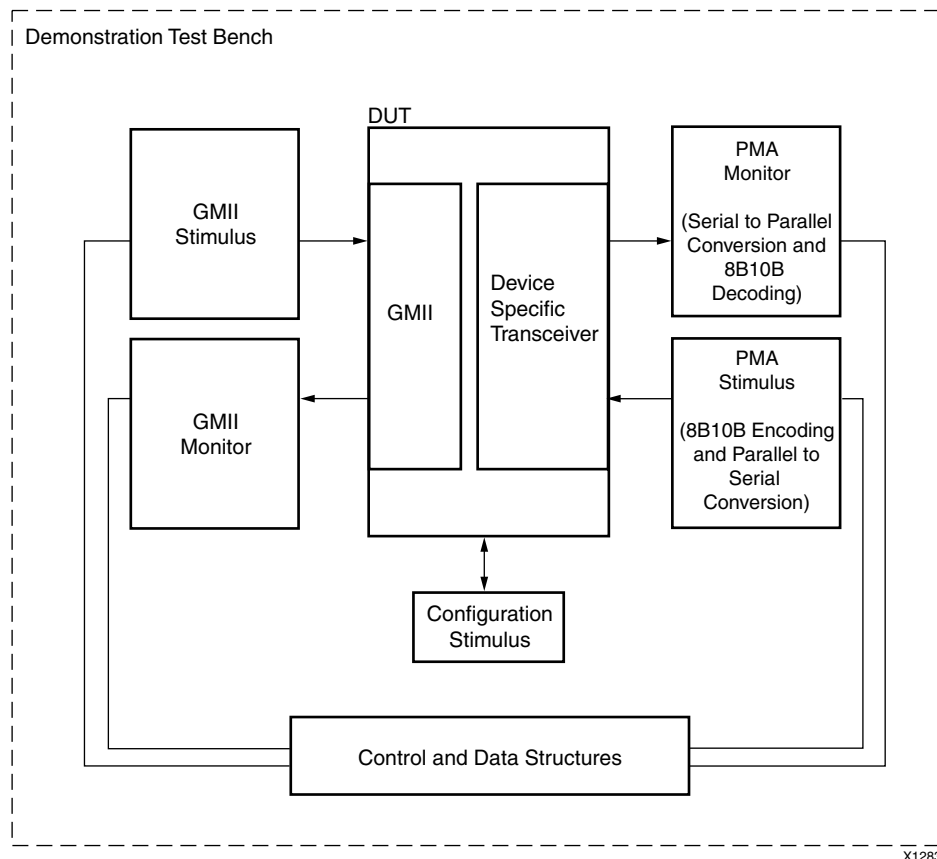 Demonstration Test Bench
DUT
GMII
Stimulus
GMII
Monitor
GMII
Device
Specific
Transceiver
PMA
Monitor
(Serial to Parallel
Conversion and
8B10B
Decoding)
PMA
Stimulus
(8B10B Encoding
and Parallel to
Serial
Conversion)
Configuration
Stimulus
Control and Data Structures